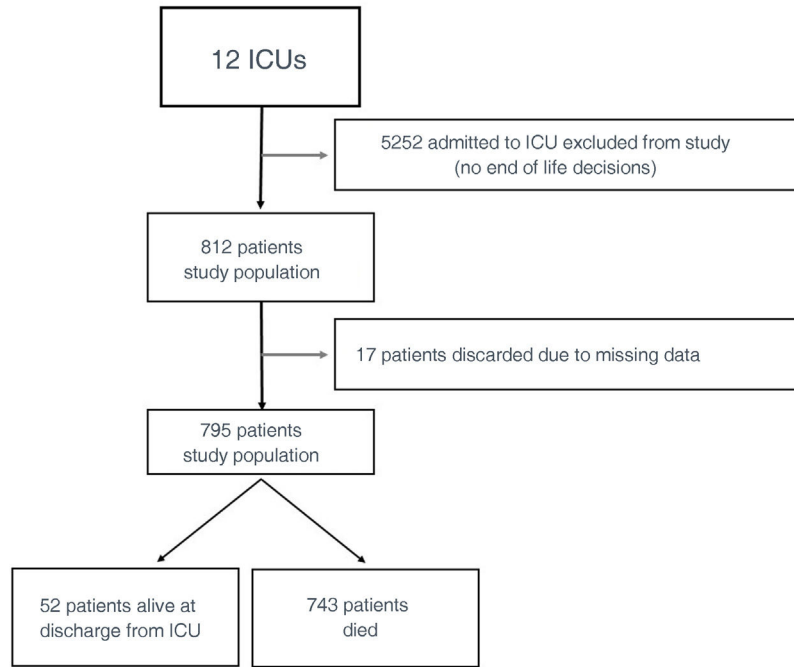 12 ICUs
5252 admitted to ICU excluded from study
(no end of life decisions)
812 patients
study population
17 patients discarded due to missing data
795 patients
study population
52 patients alive at
discharge from ICU
743 patients
died